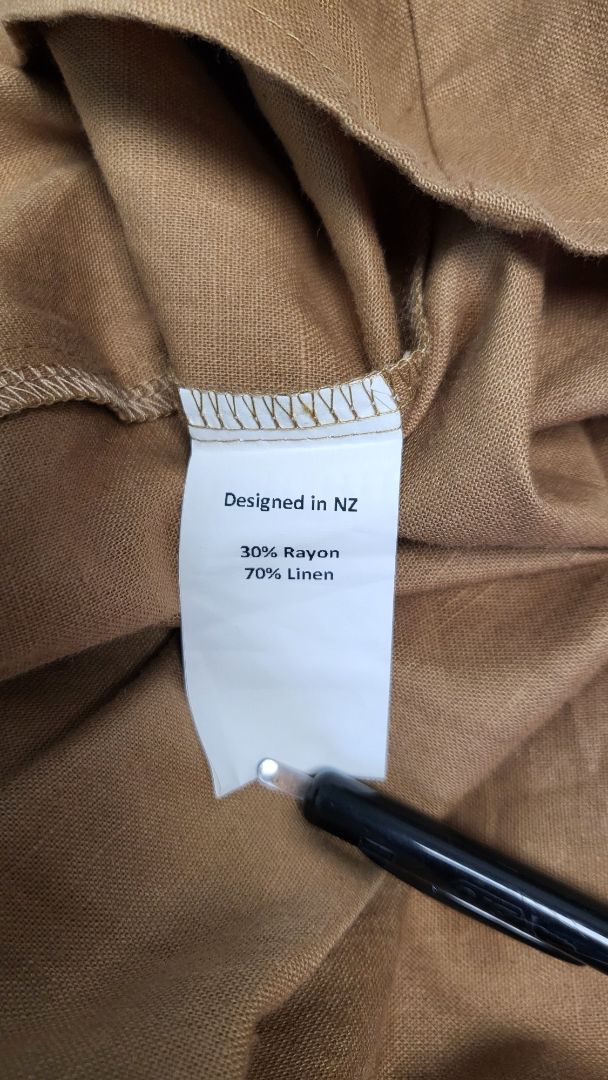 Designed in NZ
30% Rayon
70% Linen